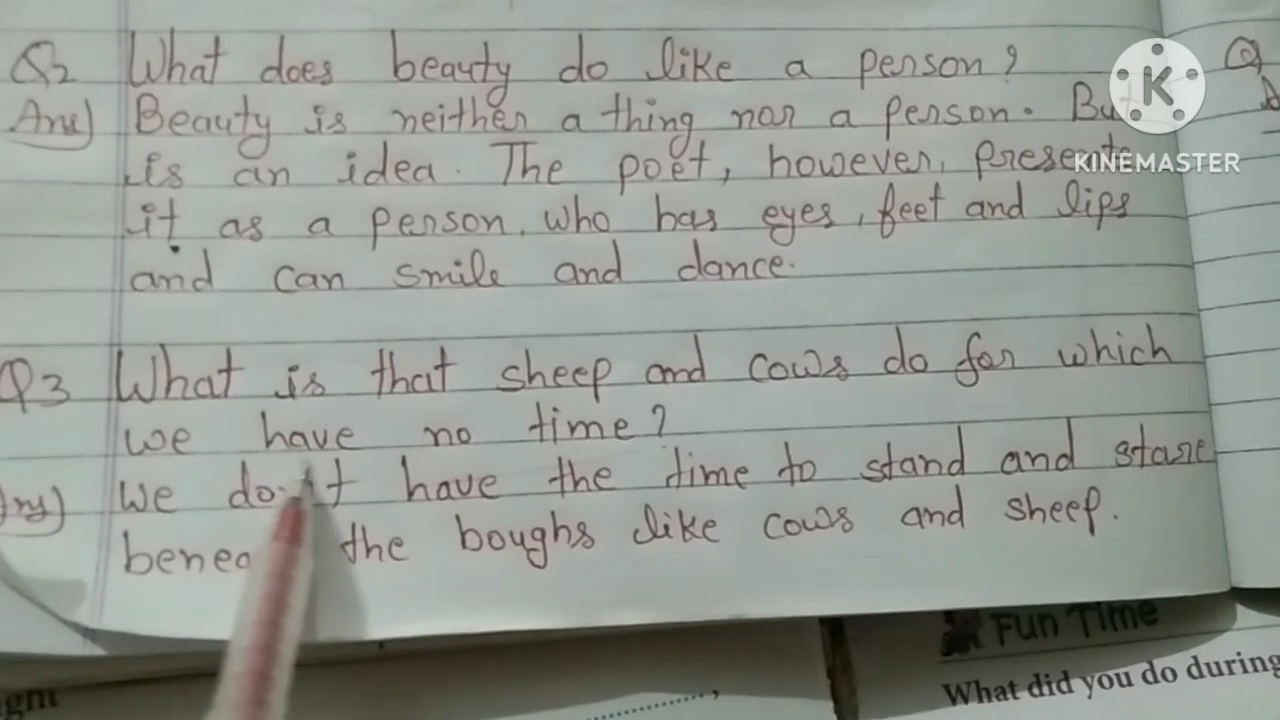 Q2 What does beauty do like a person?
Ans) Beauty is neither a thing nor a person. But
is an idea. The poet, however, presents
it as a person, who has eyes, feet and lips
and can smile and dance.
Q3 What is that sheep and cows do for which
we have no time?
Ans) We don't have the time to stand and stare
the boughs like cows and sheep.
KINEMASTER
Fun Time
What did you do during